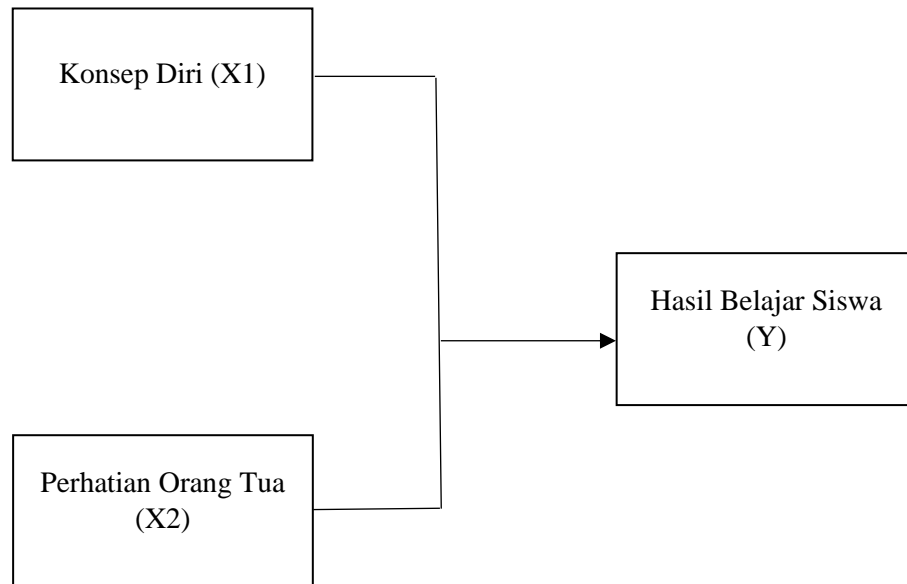 Konsep Diri (X1)
Hasil Belajar Siswa
(Y)
Perhatian Orang Tua
(X2)